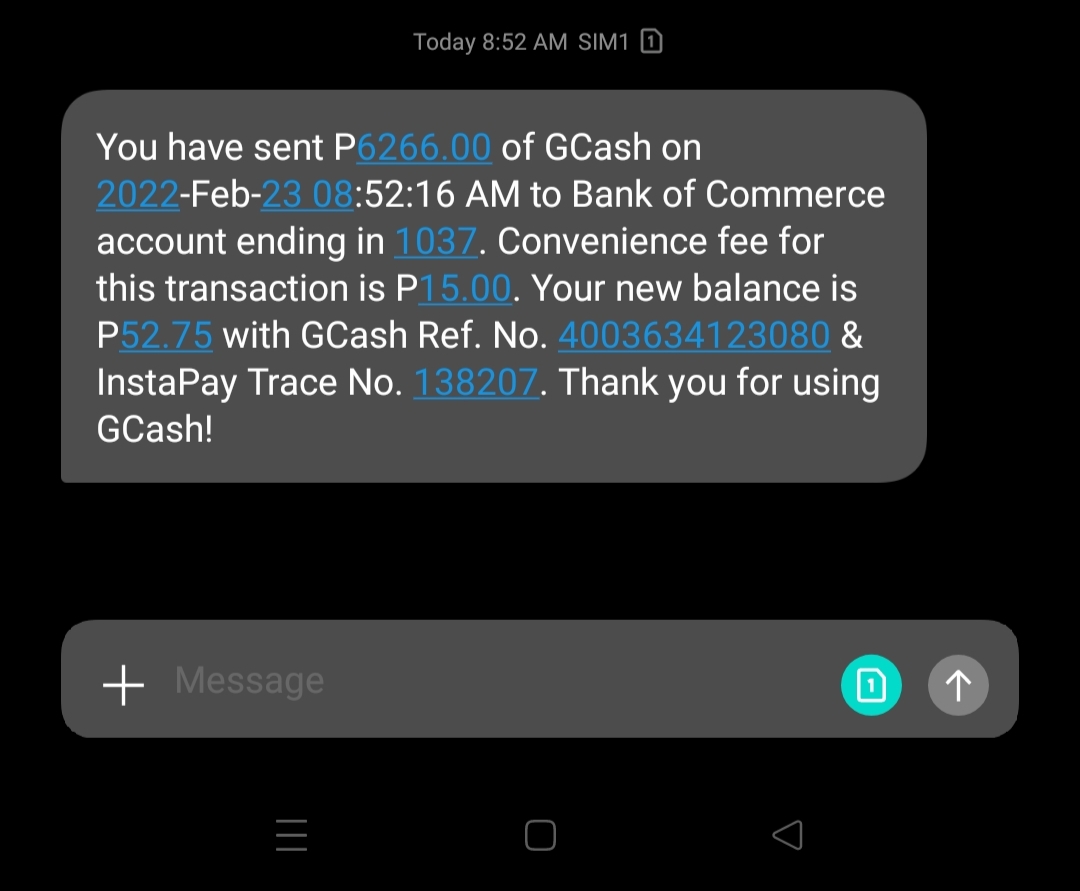 Today 8:52 AM SIM1 1
You have sent P6266.00 of GCash on
2022-Feb-23 08:52:16 AM to Bank of Commerce
account ending in 1037. Convenience fee for
this transaction is P15.00. Your new balance is
P52.75 with GCash Ref. No. 4003634123080 &
InstaPay Trace No. 138207. Thank you for using
GCash!
Message
1